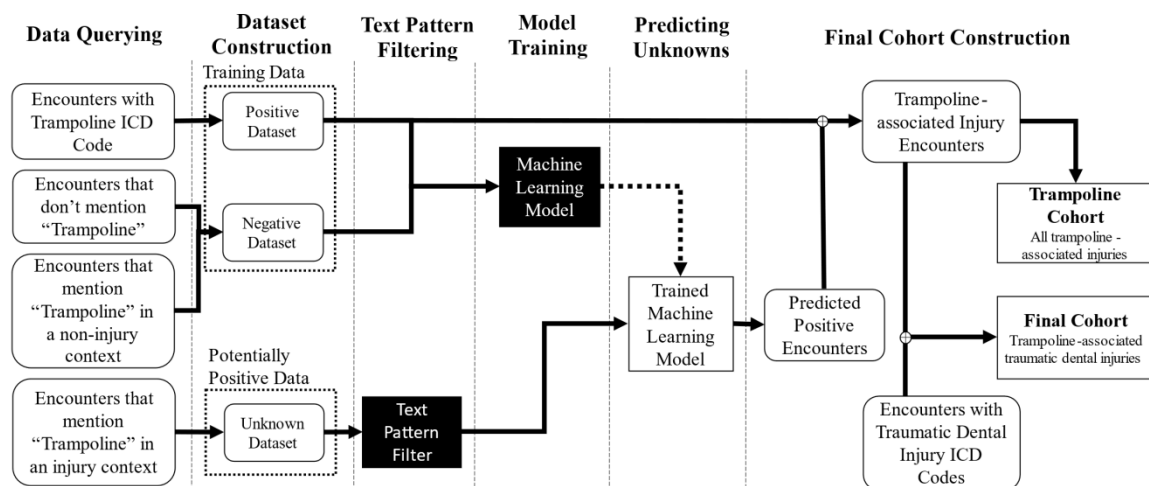 Data Querying
Dataset
Construction
Text Pattern
Filtering
Model
Training
Predicting
Unknowns
Final Cohort Construction
Training Data
Encounters with
Trampoline ICD
Code
Positive
Dataset
Encounters that
don't mention
“Trampoline”
Negative
Dataset
Encounters that
mention
“Trampoline” in
a non-injury
context
Machine
Learning
Model
Potentially
Positive Data
Encounters that
mention
“Trampoline” in
an injury context
Unknown
Dataset
Text
Pattern
Filter
Trained
Machine
Learning
Model
Predicted
Positive
Encounters
Trampoline-
associated Injury
Encounters
Trampoline
Cohort
All trampoline -
associated injuries
Final Cohort
Trampoline-associated
traumatic dental injuries
Encounters with
Traumatic Dental
Injury ICD
Codes